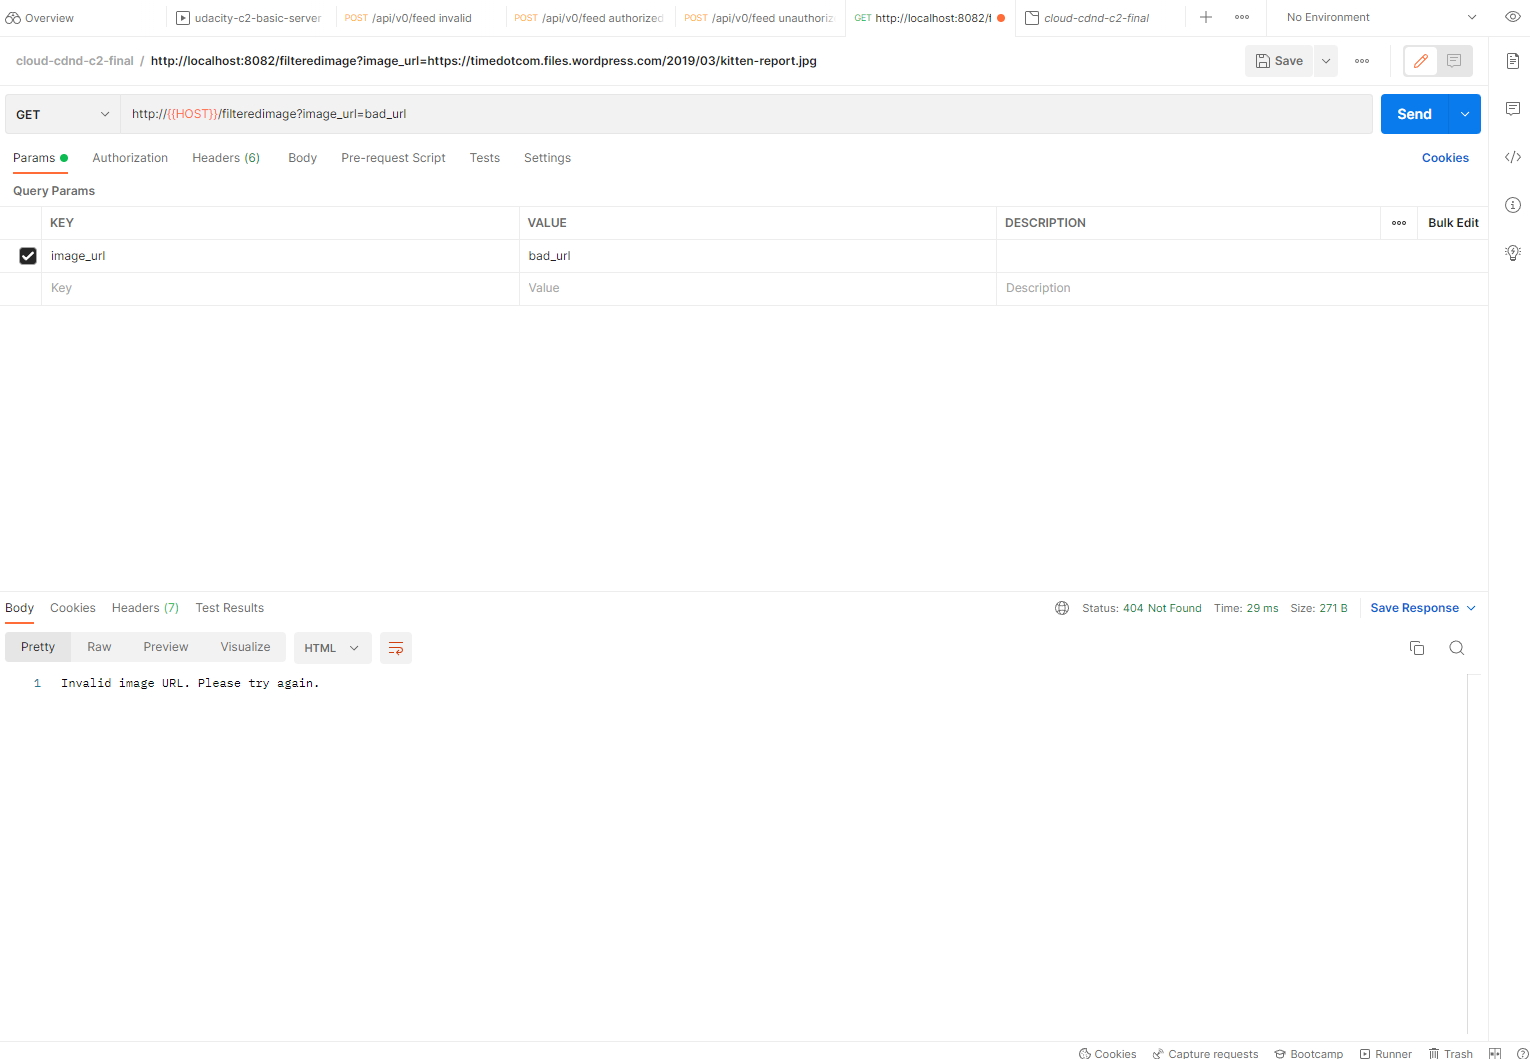 Overview
udacity-c2-basic-server
POST /api/v0/feed invalid
POST /api/v0/feed authorized
POST /api/v0/feed unauthoriz
GET http://localhost:8082/f
cloud-cdnd-c2-final
No Environment
cloud-cdnd-c2-final / http://localhost:8082/filteredimage?image_url=https://timedotcom.files.wordpress.com/2019/03/kitten-report.jpg
Save
GET
http://{{HOST}}/filteredimage?image_url=bad_url
Send
Params
Authorization
Headers (6)
Body
Pre-request Script
Tests
Settings
Cookies
Query Params
KEY
VALUE
DESCRIPTION
Bulk Edit
image_url
bad_url
Key
Value
Description
Body
Cookies
Headers (7)
Test Results
Status: 404 Not Found
Time: 29 ms
Size: 271 B
Save Response
Pretty
Raw
Preview
Visualize
HTML
1
Invalid image URL. Please try again.
Cookies
Capture requests
Bootcamp
Runner
Trash